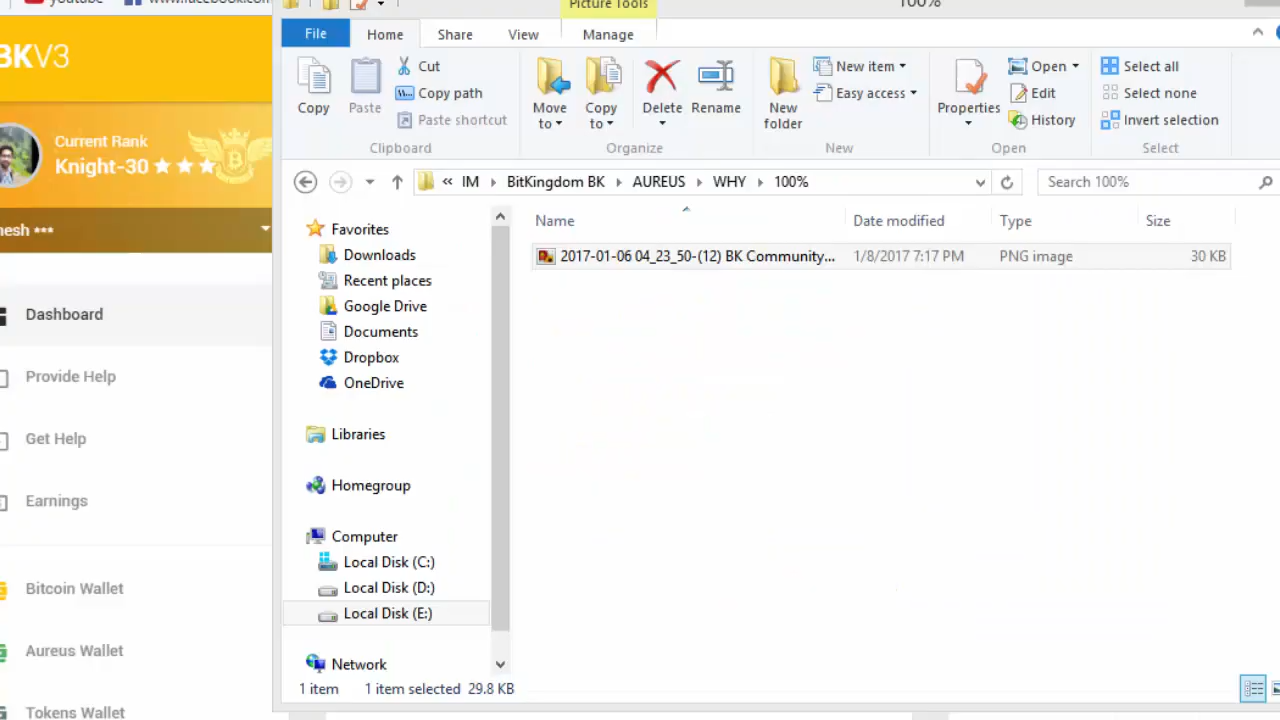 youtube www.facebook.com
Picture Tools
100%
BKV3
File Home Share View Manage
Copy
Paste
Cut
Copy path
Paste shortcut
Clipboard
Move to
Copy to
Delete
Rename
Organize
New folder
New item
Easy access
New
Properties
Open
Edit
History
Open
Select all
Select none
Invert selection
Select
Current Rank
Knight-30
IM BitKingdom BK AUREUS WHY 100%
Search 100%
Name Date modified Type Size
2017-01-06 04_23_50-(12) BK Community... 1/8/2017 7:17 PM PNG image 30 KB
esh ***
Favorites
Downloads
Recent places
Google Drive
Documents
Dropbox
OneDrive
Libraries
Homegroup
Computer
Local Disk (C:)
Local Disk (D:)
Local Disk (E:)
Network
1 item 1 item selected 29.8 KB
Dashboard
Provide Help
Get Help
Earnings
Bitcoin Wallet
Aureus Wallet
Tokens Wallet